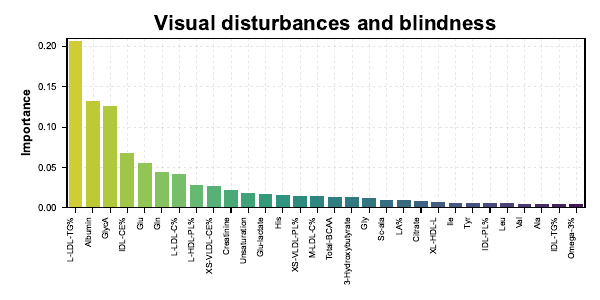 Visual disturbances and blindness
Importance
0.20
0.15
0.10
0.05
0.00
L-LDL-TG%
Albumin
GlycA
IDL-CE%
Glu
Gln
L-LDL-C%
L-HDL-PL%
XS-VLDL-CE%
Creatinine
Unsaturation
Glu-lactate
His
XS-VLDL-PL%
M-LDL-C%
Total-BCAA
3-Hydroxybutyrate
Gly
Sc-ala
LA%
Citrate
XL-HDL-L
Ile
Tyr
IDL-PL%
Leu
Val
Ala
IDL-TG%
Omega-3%